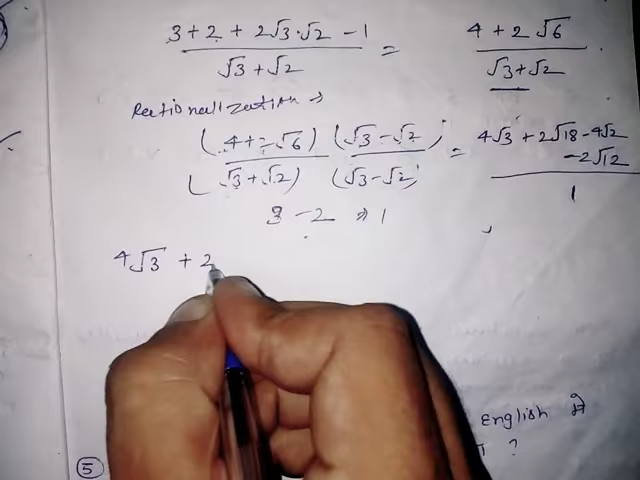 3 + 2 + 2√3·√2 - 1 = 4 + 2√6
√3 + √2 √3 + √2
Rationalization ⇒
(4 + 2√6) (√3 - √2) = 4√3 + 2√18 - 4√2
- 2√12
(√3 + √2) (√3 - √2) 1
3 - 2 ⇒ 1
4√3 + 2
English में
?
5